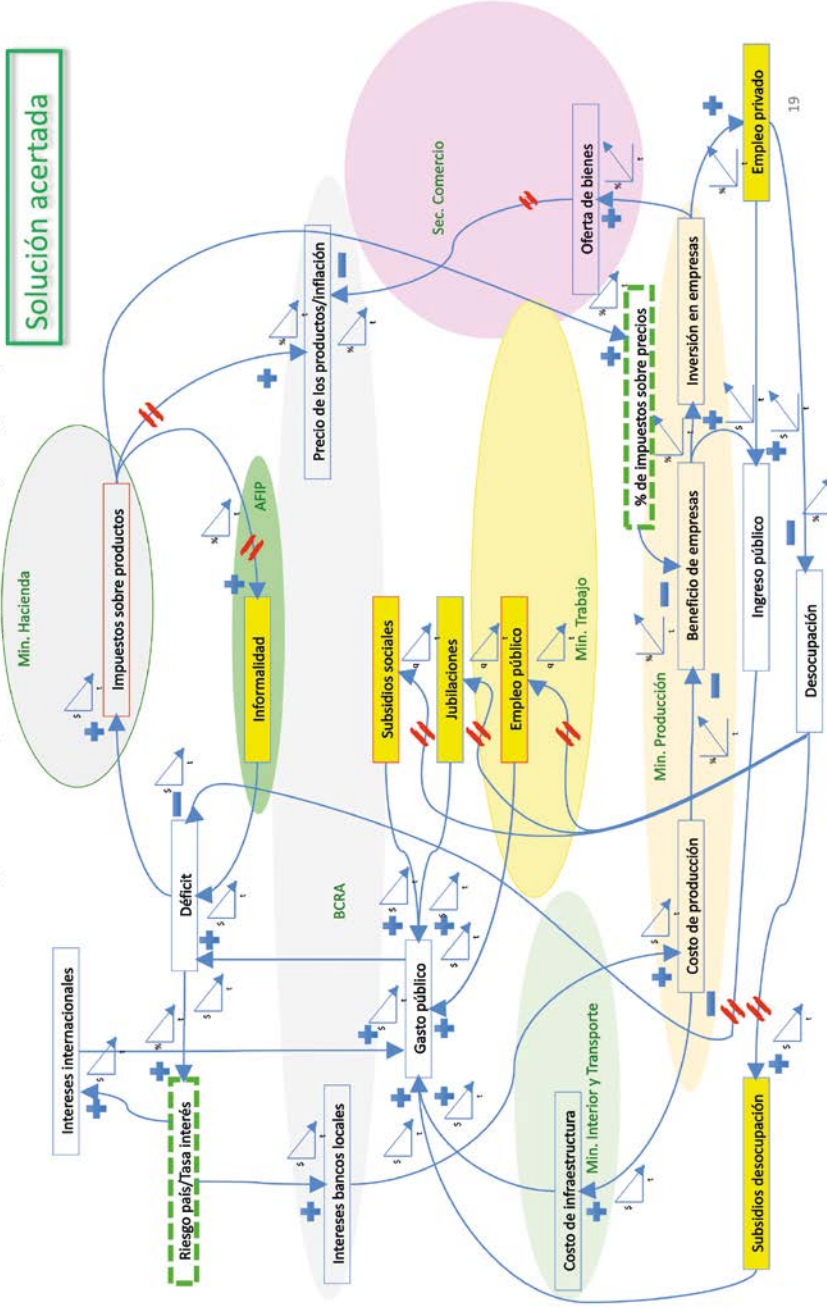 Solución acertada
Min. Hacienda
Impuestos sobre productos
Intereses internacionales
Déficit
AFIP
Informalidad
Riesgo país/Tasa interés
Precio de los productos/inflación
BCRA
Intereses bancos locales
Sec. Comercio
Subsidios sociales
Jubilaciones
Empleo público
Gasto público
Min. Trabajo
Oferta de bienes
% de impuestos sobre precios
Costo de infraestructura
Min. Interior y Transporte
Min. Producción
Costo de producción
Beneficio de empresas
Inversión en empresas
Ingreso público
Empleo privado
Subsidios desocupación
Desocupación
19